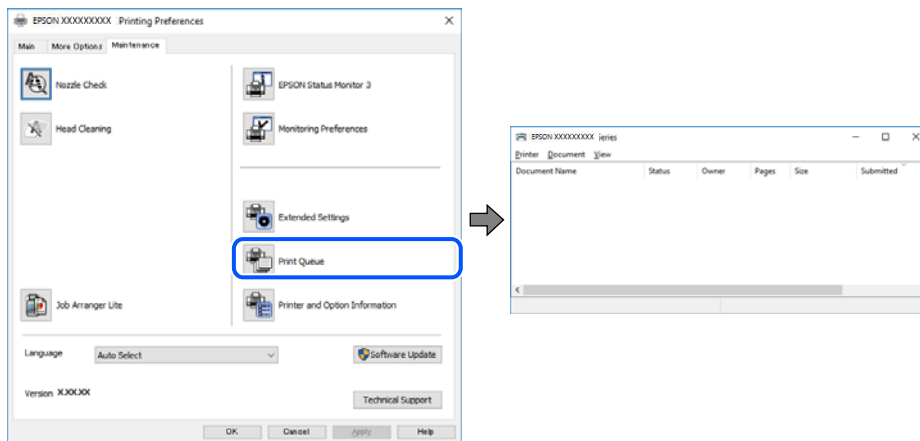 EPSON XXXXXXXXX Printing Preferences
Main More Options Maintenance
Nozzle Check
EPSON Status Monitor 3
Head Cleaning
Monitoring Preferences
Extended Settings
Print Queue
Job Arranger Lite
Printer and Option Information
Language
Auto Select
Software Update
Version X.XX.XX
Technical Support
OK Cancel Apply Help
EPSON XXXXXXXXX ieries
Printer Document View
Document Name Status Owner Pages Size Submitted